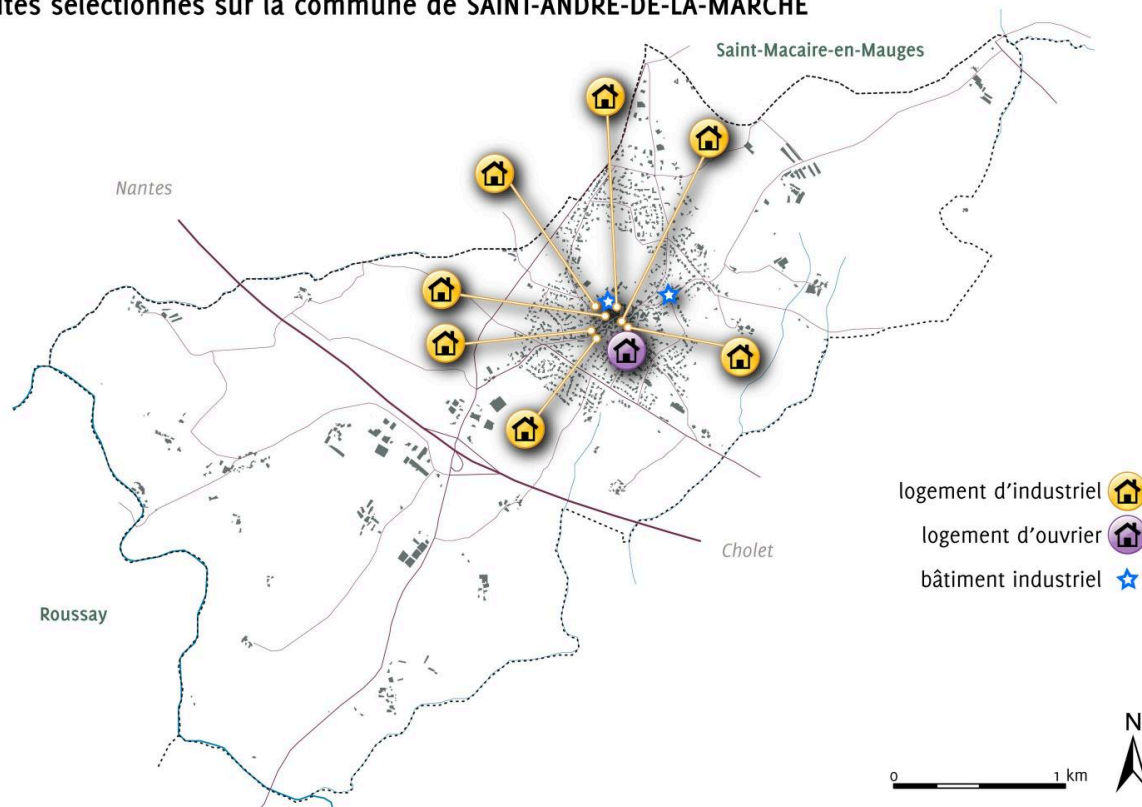 ites sélectionnés sur la commune de SAINT-ANDRÉ-DE-LA-MARCHE
Saint-Macaire-en-Mauges
Nantes
logement d'industriel
logement d'ouvrier
Cholet
bâtiment industriel
Roussay
N
0 1 km